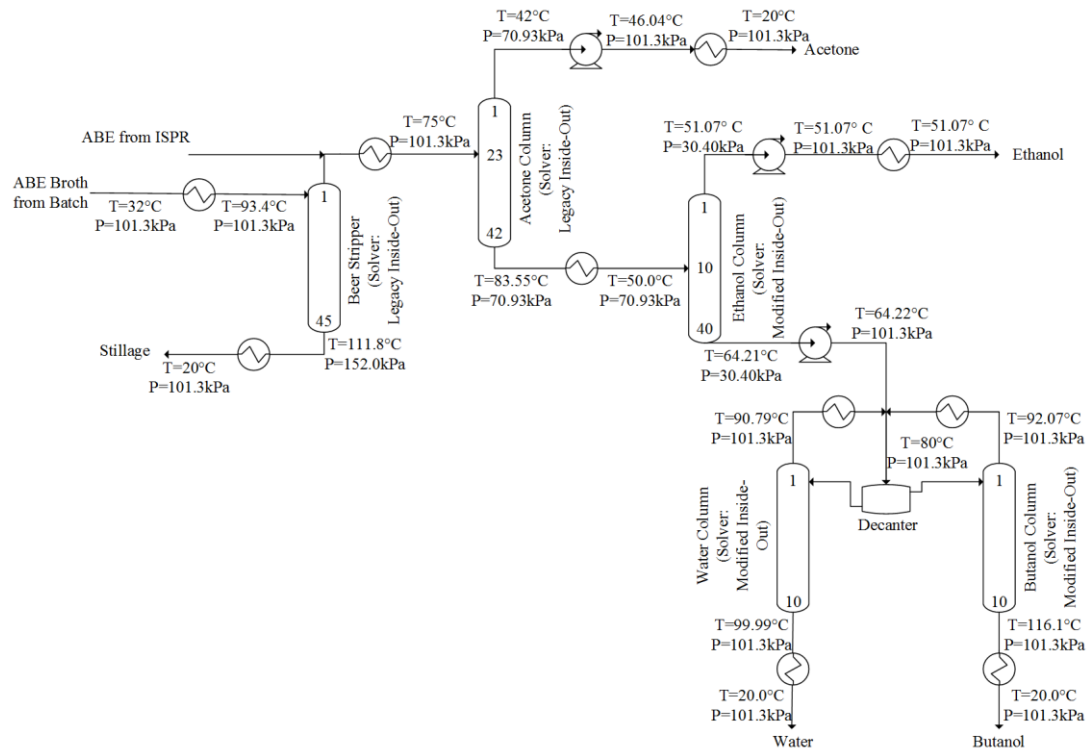 T=42°C
P=70.93kPa
T=46.04°C
P=101.3kPa
T=20°C
P=101.3kPa
Acetone
ABE from ISPR
T=75°C
P=101.3kPa
1
23
42
Acetone Column
(Solver:
Legacy Inside-Out)
ABE Broth
from Batch
T=32°C
P=101.3kPa
T=93.4°C
P=101.3kPa
1
45
Beer Stripper
(Solver:
Legacy Inside-Out)
T=51.07° C
P=30.40kPa
T=51.07° C
P=101.3kPa
T=51.07° C
P=101.3kPa
Ethanol
1
10
40
Ethanol Column
(Solver:
Modified Inside-Out)
T=83.55°C
P=70.93kPa
T=50.0°C
P=70.93kPa
Stillage
T=20°C
P=101.3kPa
T=111.8°C
P=152.0kPa
T=64.22°C
P=101.3kPa
T=64.21°C
P=30.40kPa
T=90.79°C
P=101.3kPa
T=92.07°C
P=101.3kPa
T=80°C
P=101.3kPa
Water Column
(Solver:
Modified Inside-
Out)
1
10
Decanter
1
10
Butanol Column
(Solver:
Modified Inside-Out)
T=99.99°C
P=101.3kPa
T=116.1°C
P=101.3kPa
T=20.0°C
P=101.3kPa
T=20.0°C
P=101.3kPa
Water
Butanol